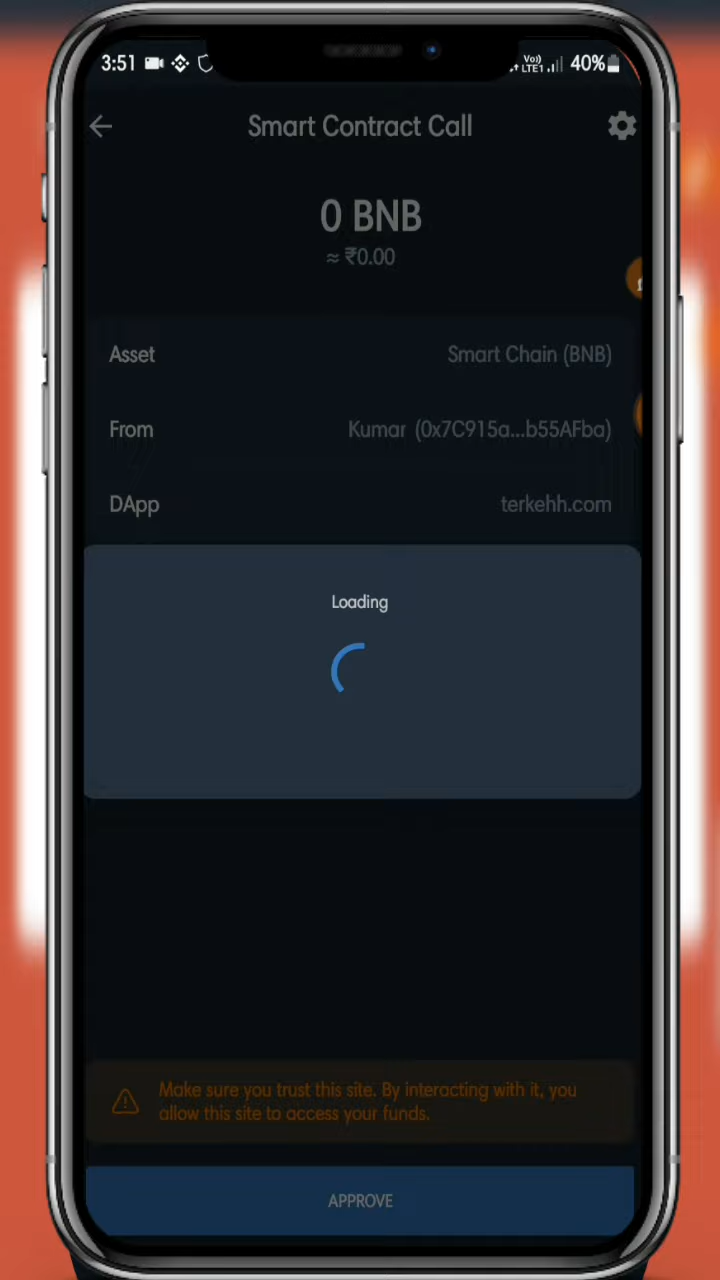 3:51
Vo))
LTE1
40%
Smart Contract Call
0 BNB
≈ ₹0.00
Asset Smart Chain (BNB)
From Kumar (0x7C915a...b55AFba)
DApp terkehh.com
Loading
Make sure you trust this site. By interacting with it, you
allow this site to access your funds.
APPROVE